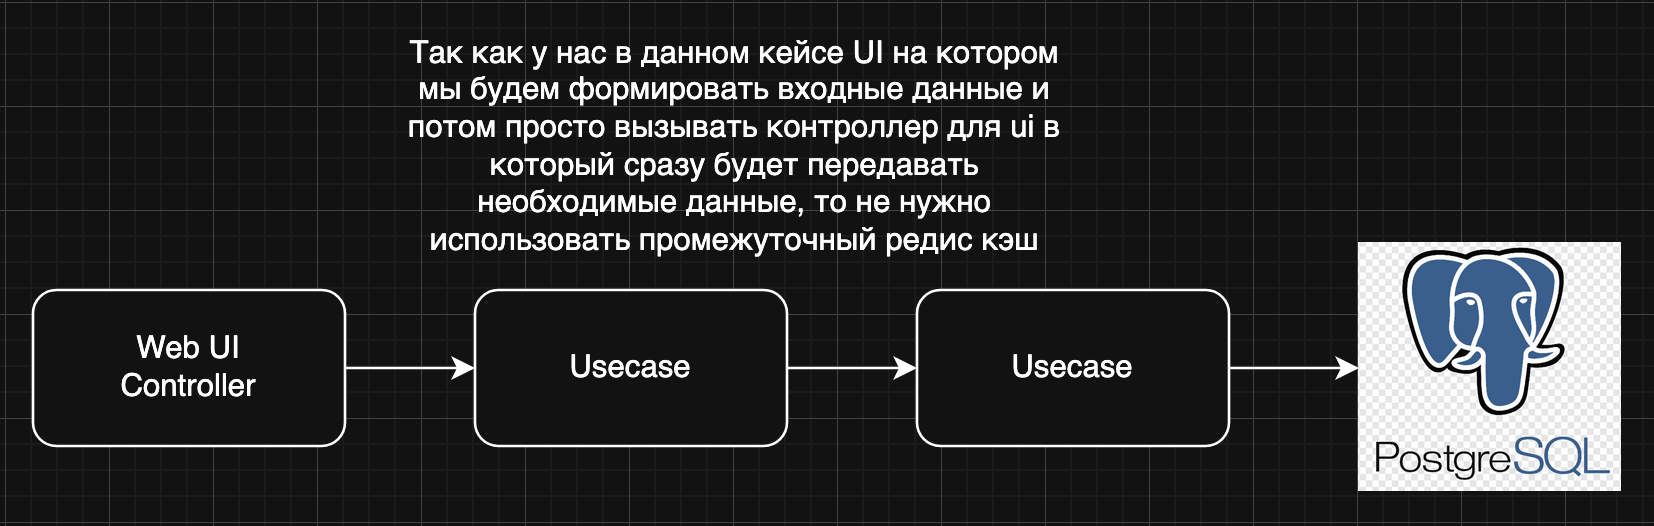 Так как у нас в данном кейсе UI на котором
мы будем формировать входные данные и
потом просто вызывать контроллер для ui в
который сразу будет передавать
необходимые данные, то не нужно
использовать промежуточный редис кэш
Web UI
Controller
Usecase
Usecase
PostgreSQL